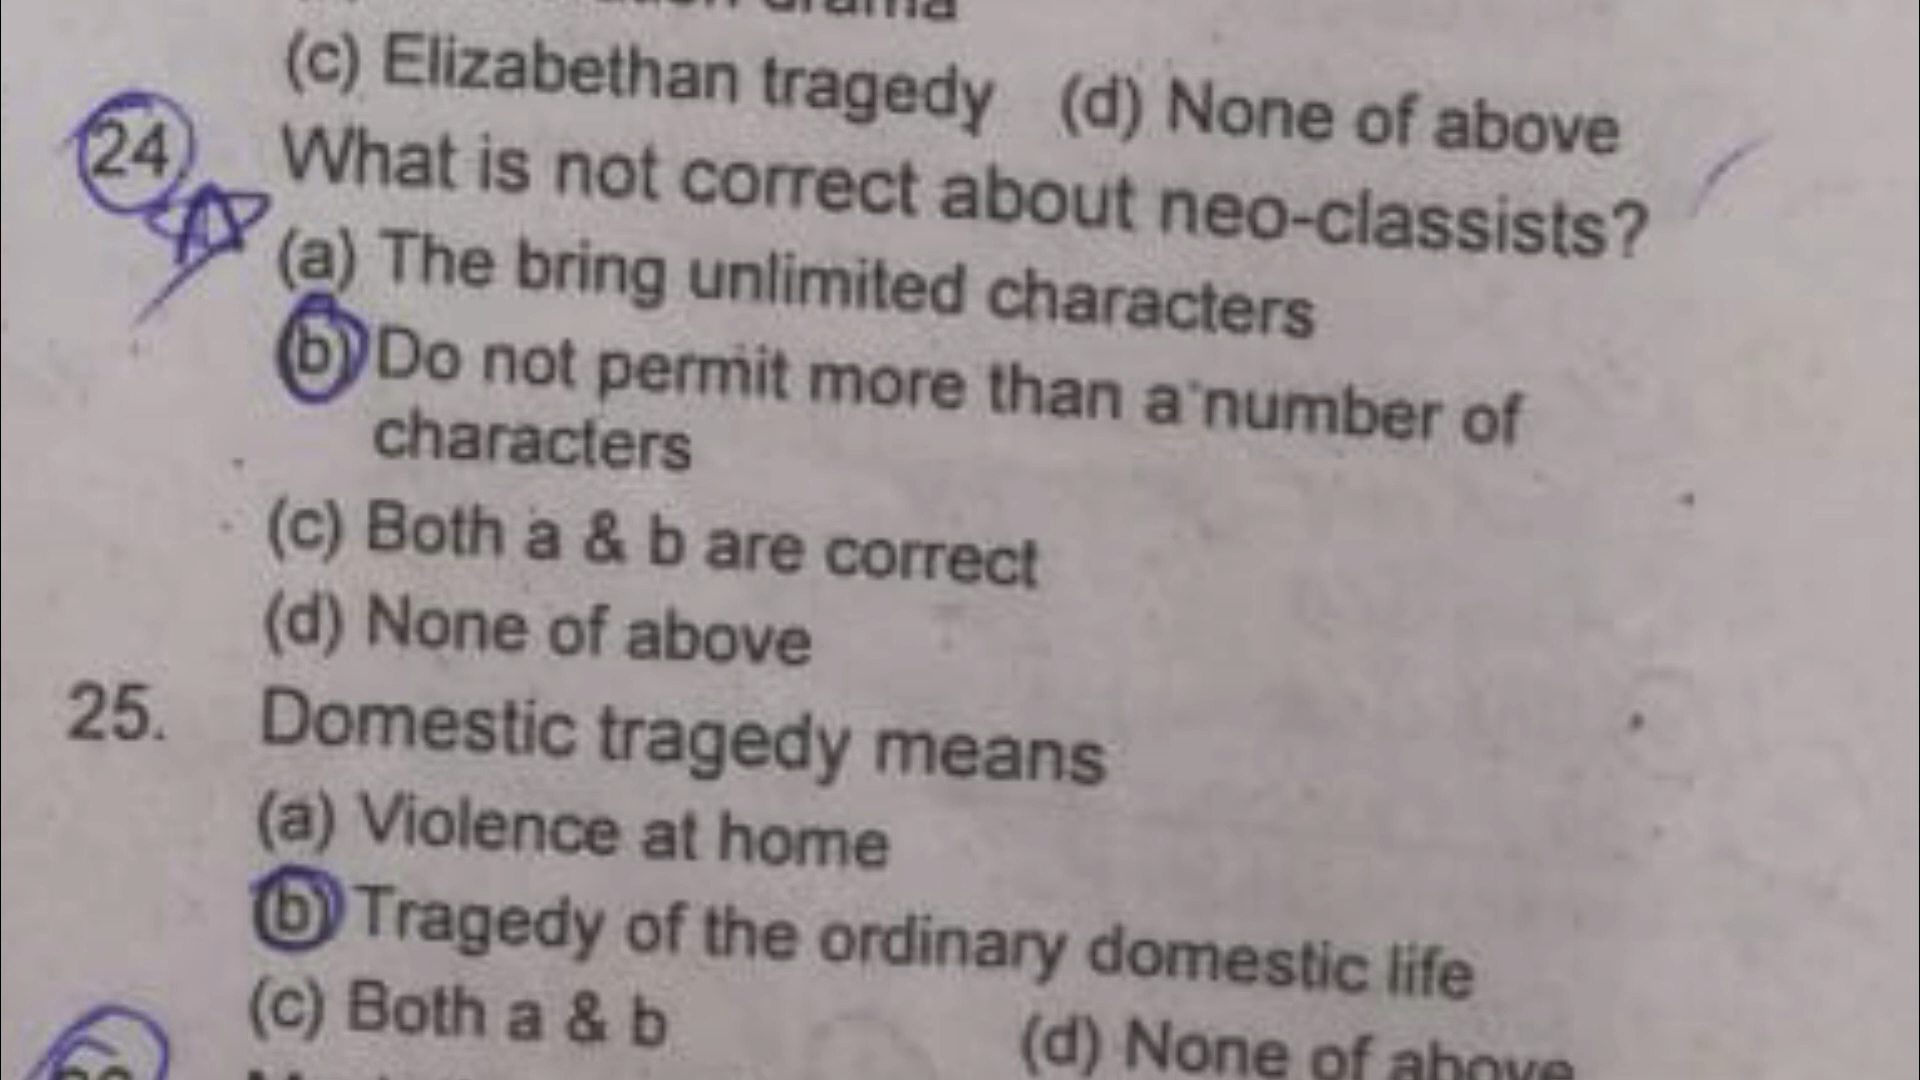 drama
(c) Elizabethan tragedy (d) None of above
24 What is not correct about neo-classists?
(a) The bring unlimited characters
(b) Do not permit more than a number of
characters
(c) Both a & b are correct
(d) None of above
25. Domestic tragedy means
(a) Violence at home
(b) Tragedy of the ordinary domestic life
(c) Both a & b (d) None of above